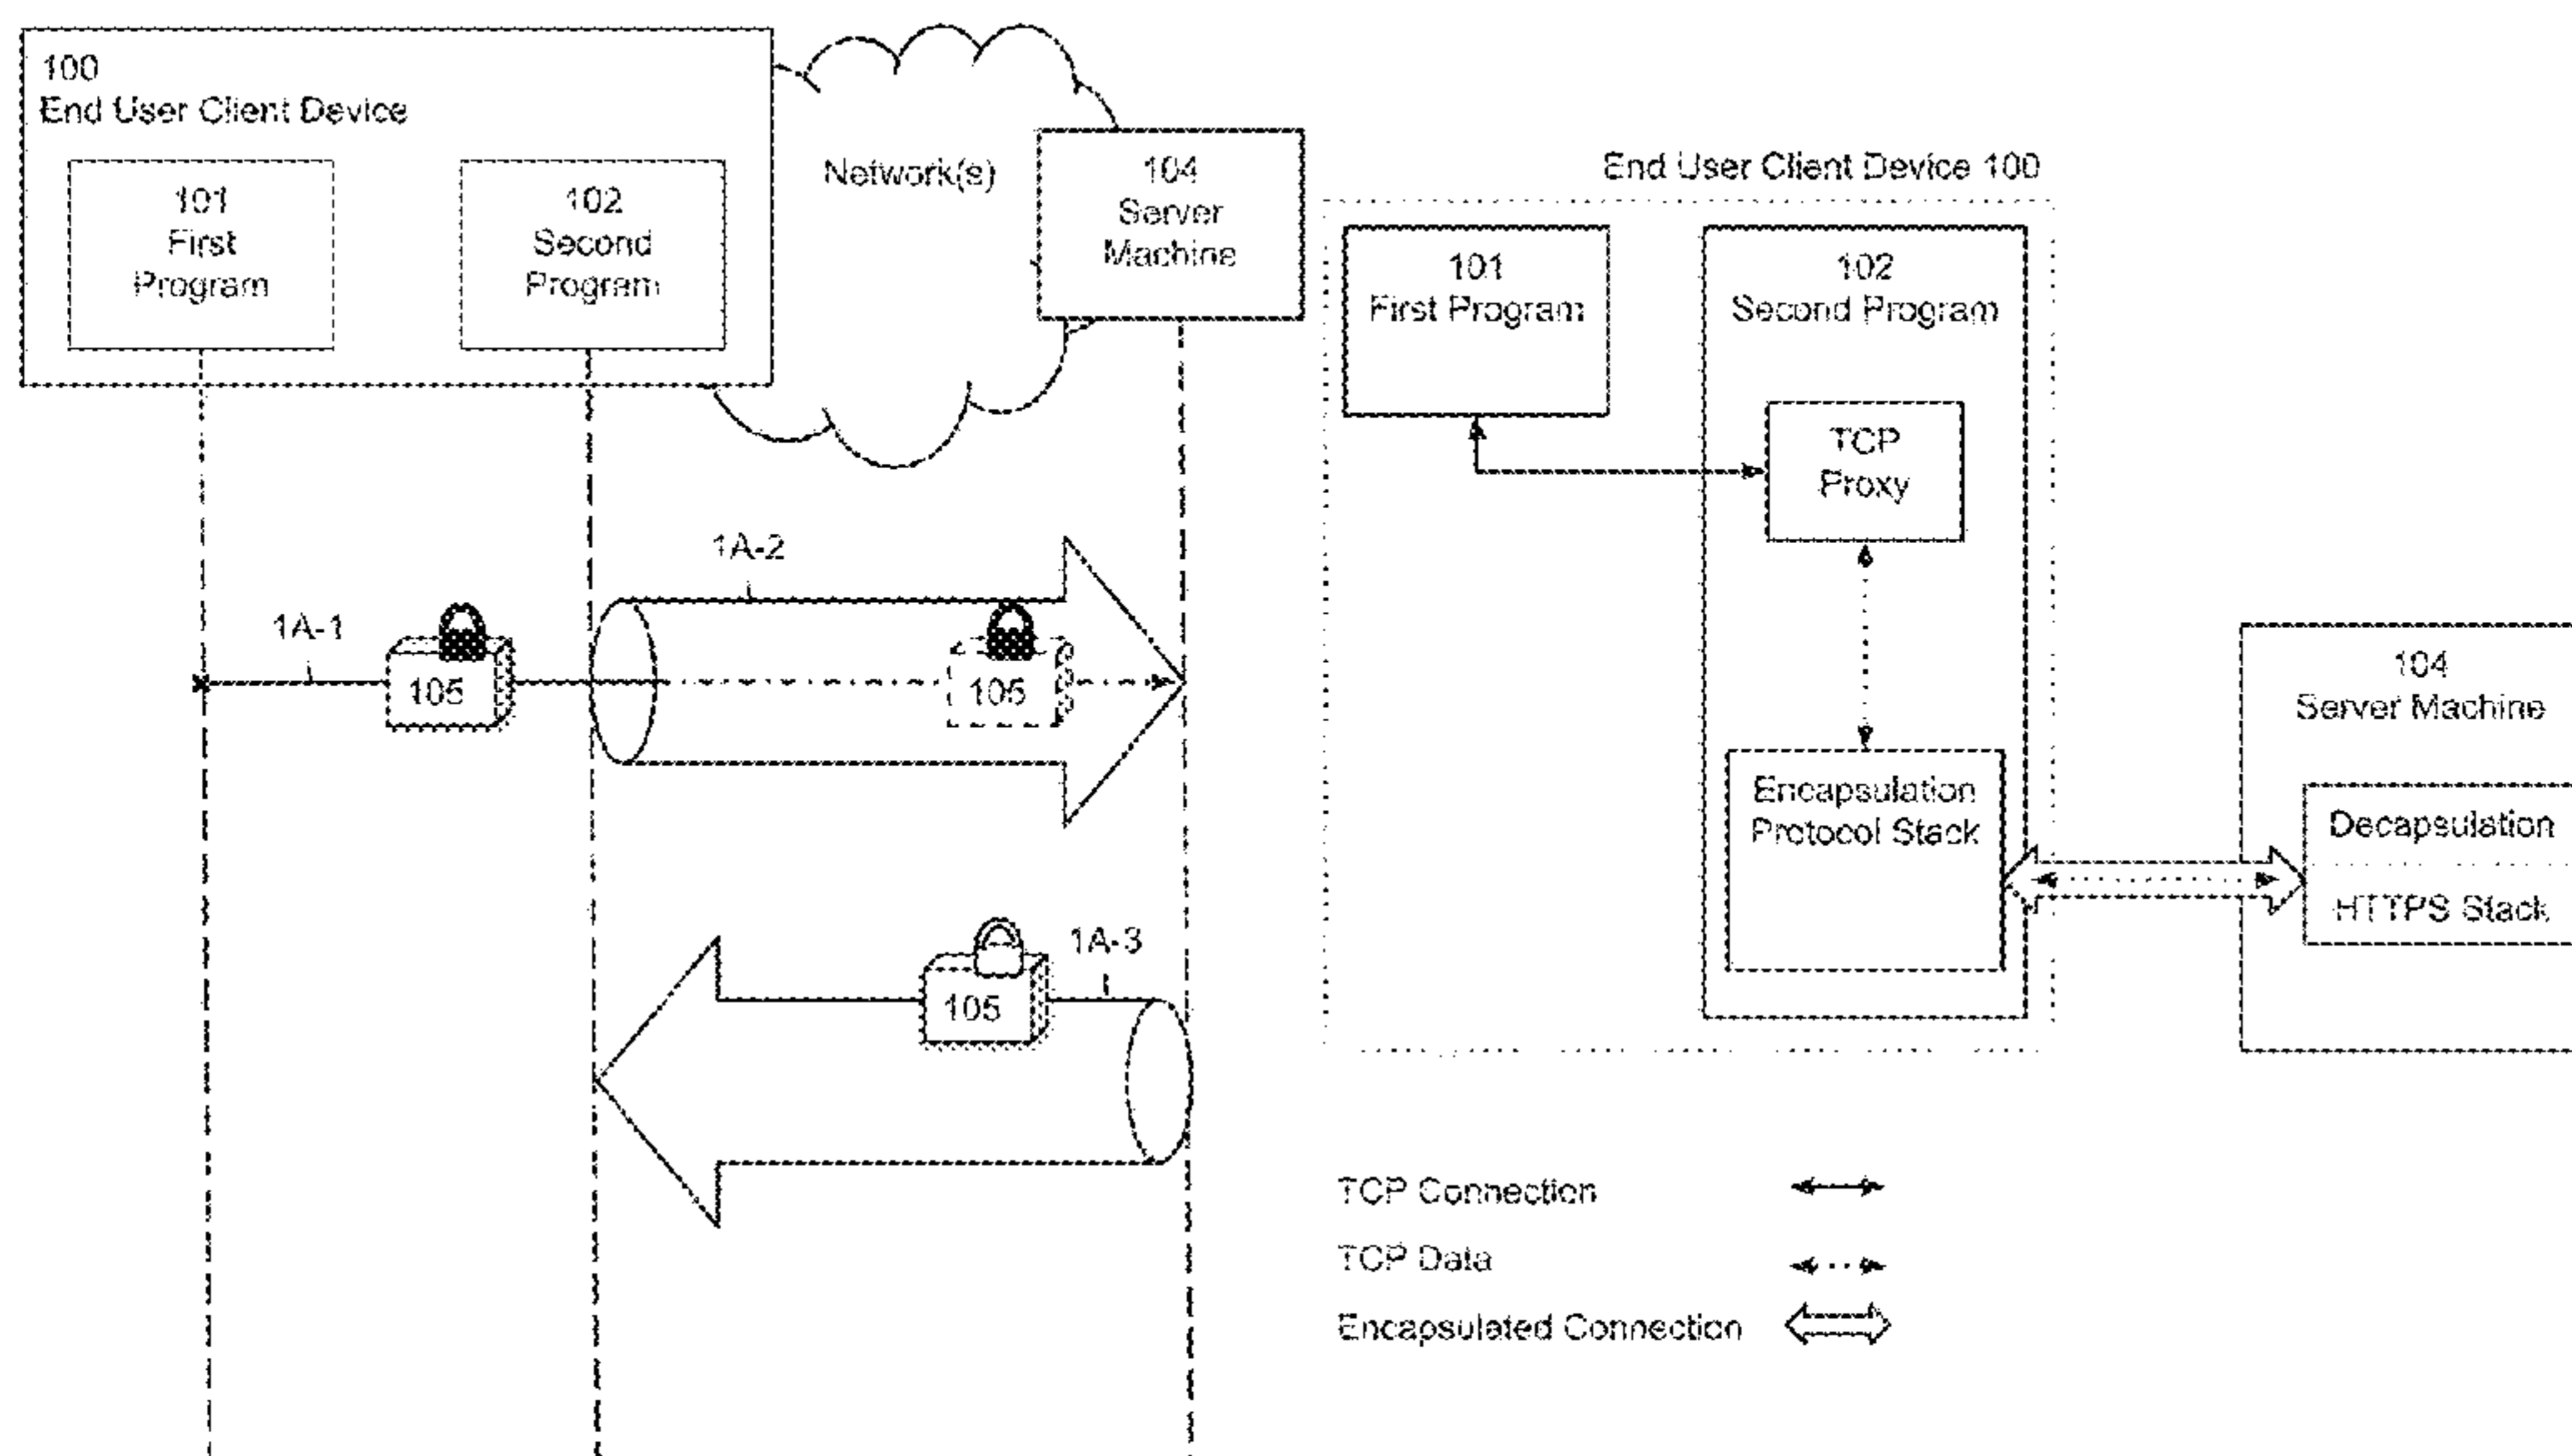 100
End User Client Device
101
First
Program
102
Second
Program
Network(s)
104
Server
Machine
1A-1
105
1A-2
105
1A-3
105
End User Client Device 100
101
First Program
102
Second Program
TCP
Proxy
Encapsulation
Protocol Stack
104
Server Machine
Decapsulation
HTTPS Stack
TCP Connection
TCP Data
Encapsulated Connection